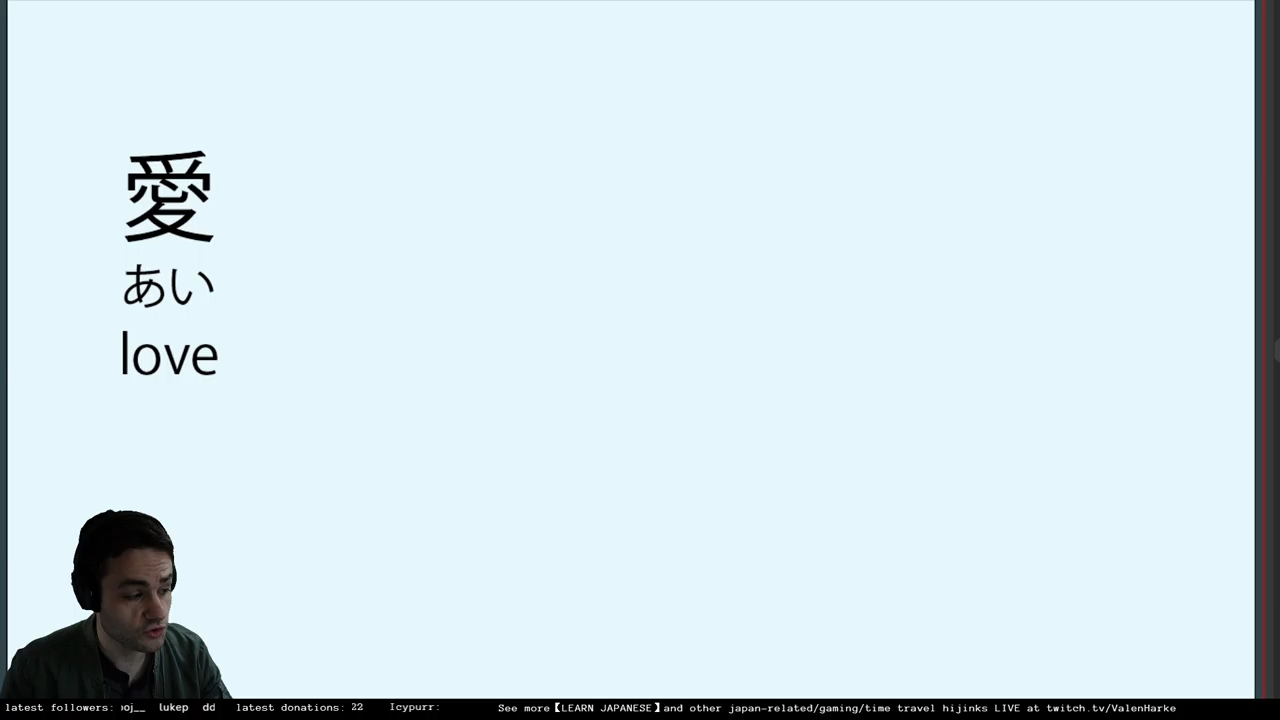 愛
あい
love
latest followers: oj__ lukep dd latest donations: 22 Icypurr: See more【LEARN JAPANESE】and other japan-related/gaming/time travel hijinks LIVE at twitch.tv/ValenHarke